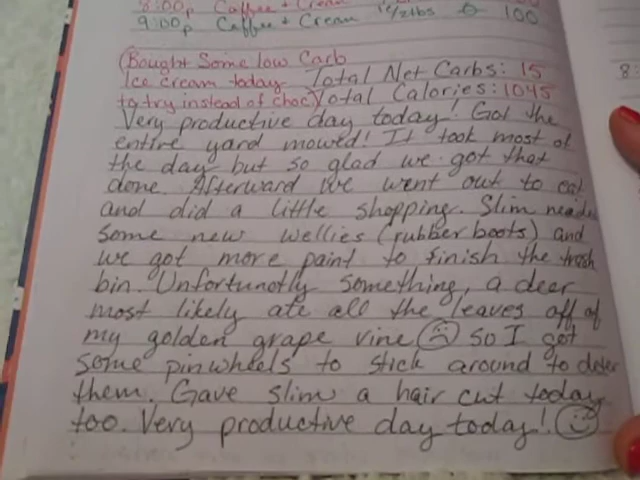 8:00p Coffee + Cream
9:00p Coffee + Cream 1 1/2 tbs 0 100
(Bought Some low Carb
Ice cream today Total Net Carbs: 15
to try instead of choc) Total Calories: 1045
Very productive day today! Got the
entire yard mowed! It took most of
the day but so glad we got that
done. Afterward we went out to eat
and did a little shopping. Slim needed
some new wellies (rubber boots) and
we got more paint to finish the trash
bin. Unfortunatly something, a deer
most likely ate all the leaves off of
my golden grape vine ☹ so I got
some pinwheels to stick around to deter
them. Gave slim a hair cut today
too. Very productive day today! ☺
8: